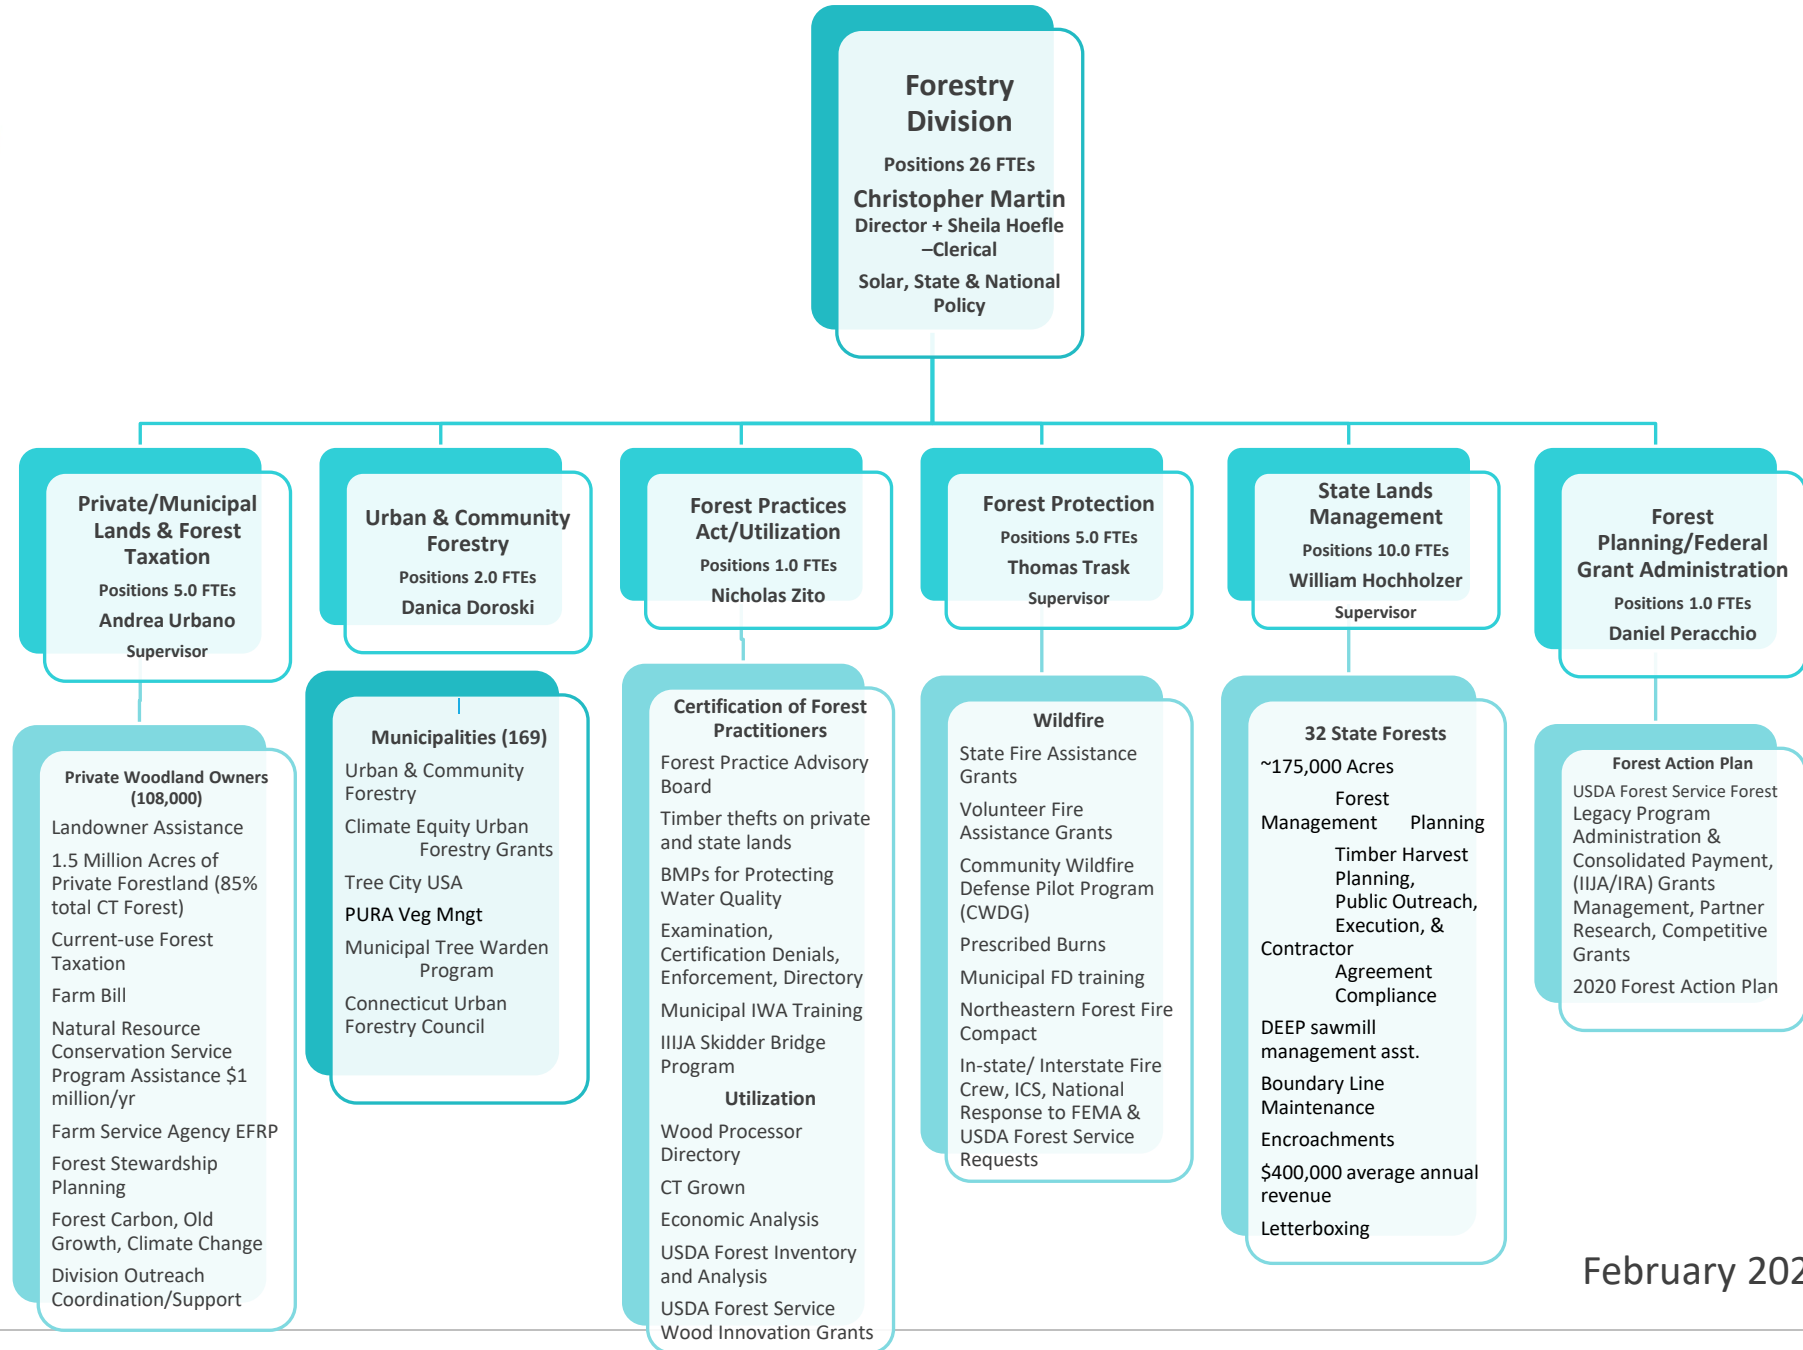 Forestry
Division
Positions 26 FTEs
Christopher Martin
Director + Sheila Hoefle
–Clerical
Solar, State & National
Policy
Private/Municipal
Lands & Forest
Taxation
Positions 5.0 FTEs
Andrea Urbano
Supervisor
Private Woodland Owners
(108,000)
Landowner Assistance
1.5 Million Acres of
Private Forestland (85%
total CT Forest)
Current-use Forest
Taxation
Farm Bill
Natural Resource
Conservation Service
Program Assistance $1
million/yr
Farm Service Agency EFRP
Forest Stewardship
Planning
Forest Carbon, Old
Growth, Climate Change
Division Outreach
Coordination/Support
Urban & Community
Forestry
Positions 2.0 FTEs
Danica Doroski
Municipalities (169)
Urban & Community
Forestry
Climate Equity Urban
Forestry Grants
Tree City USA
PURA Veg Mngt
Municipal Tree Warden
Program
Connecticut Urban
Forestry Council
Forest Practices
Act/Utilization
Positions 1.0 FTEs
Nicholas Zito
Certification of Forest
Practitioners
Forest Practice Advisory
Board
Timber thefts on private
and state lands
BMPs for Protecting
Water Quality
Examination,
Certification Denials,
Enforcement, Directory
Municipal IWA Training
IIIJA Skidder Bridge
Program
Utilization
Wood Processor
Directory
CT Grown
Economic Analysis
USDA Forest Inventory
and Analysis
USDA Forest Service
Wood Innovation Grants
Forest Protection
Positions 5.0 FTEs
Thomas Trask
Supervisor
Wildfire
State Fire Assistance
Grants
Volunteer Fire
Assistance Grants
Community Wildfire
Defense Pilot Program
(CWDG)
Prescribed Burns
Municipal FD training
Northeastern Forest Fire
Compact
In-state/ Interstate Fire
Crew, ICS, National
Response to FEMA &
USDA Forest Service
Requests
State Lands
Management
Positions 10.0 FTEs
William Hochholzer
Supervisor
32 State Forests
~175,000 Acres
Forest
Management Planning
Timber Harvest
Planning,
Public Outreach,
Execution, &
Contractor
Agreement
Compliance
DEEP sawmill
management asst.
Boundary Line
Maintenance
Encroachments
$400,000 average annual
revenue
Letterboxing
Forest
Planning/Federal
Grant Administration
Positions 1.0 FTEs
Daniel Peracchio
Forest Action Plan
USDA Forest Service Forest
Legacy Program
Administration &
Consolidated Payment,
(IIJA/IRA) Grants
Management, Partner
Research, Competitive
Grants
2020 Forest Action Plan
February 202